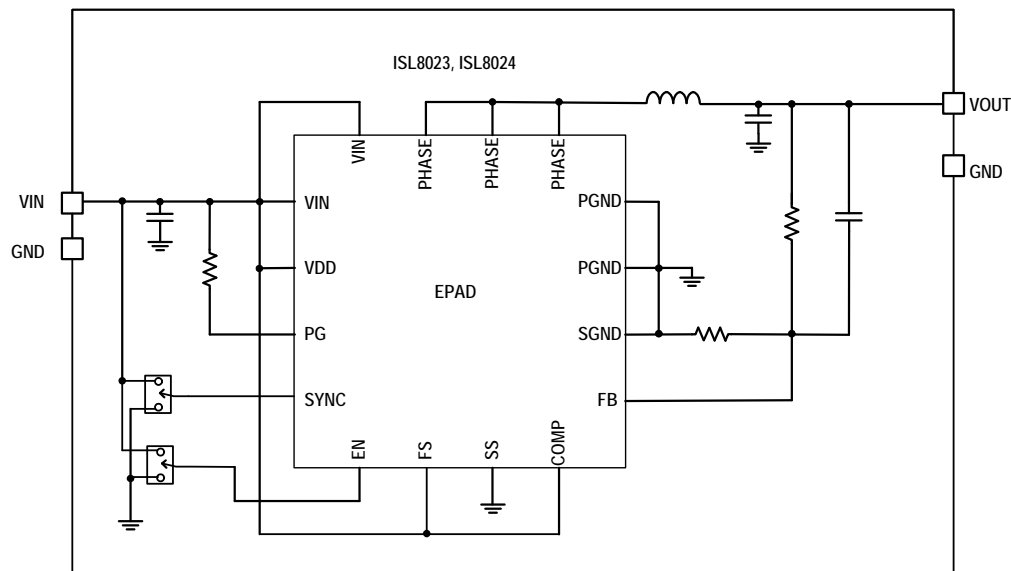 ISL8023, ISL8024
VOUT
GND
VIN
GND
VIN
PHASE
PHASE
PHASE
VIN
PGND
VDD
PGND
EPAD
PG
SGND
SYNC
FB
EN
FS
SS
COMP